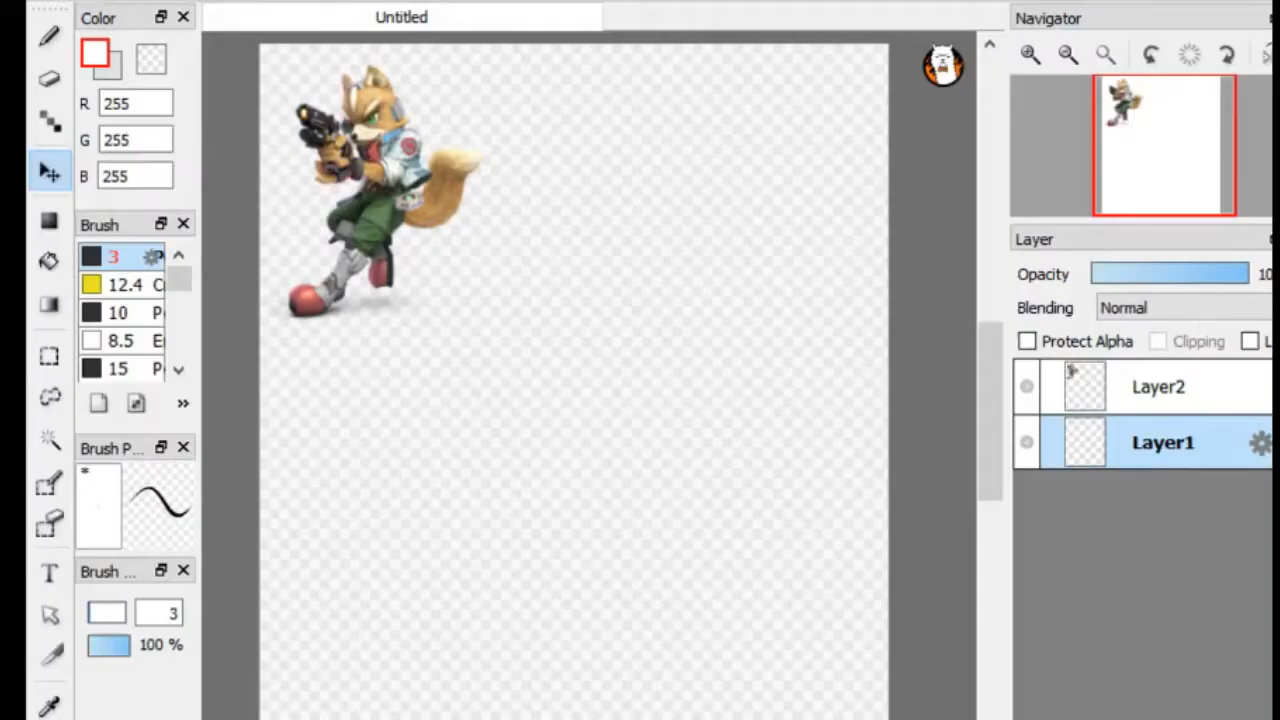 Color
Untitled
Navigator
R 255
G 255
B 255
Brush
3
12.4
10
8.5
15
Layer
Opacity 10
Blending Normal
Protect Alpha Clipping
Layer2
Layer1
Brush P...
*
Brush ...
3
100 %
T